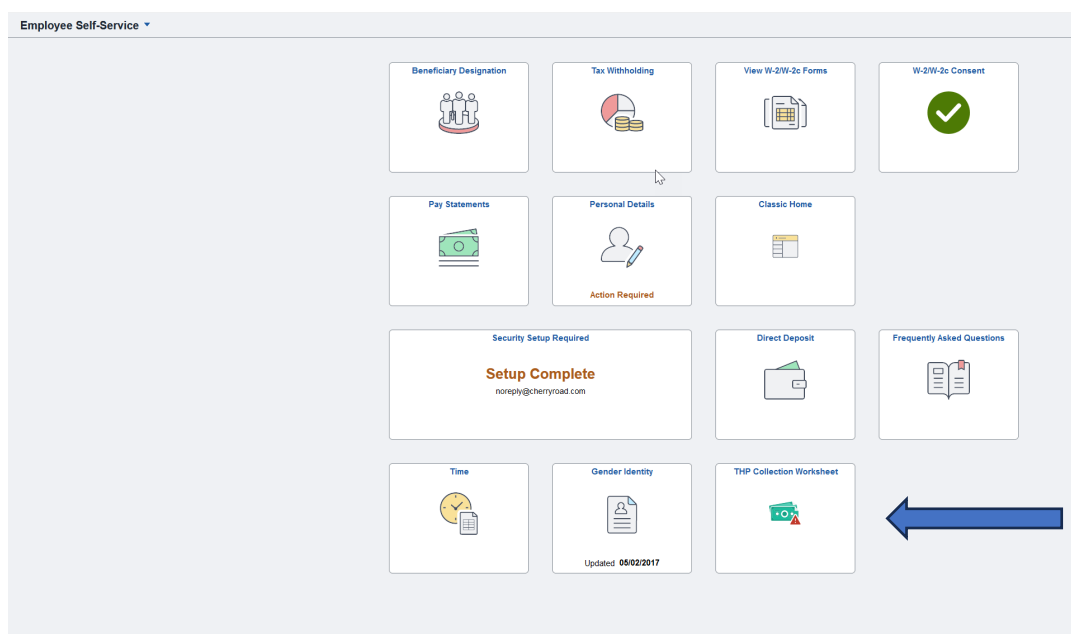 Employee Self-Service
Beneficiary Designation
Tax Withholding
View W-2/W-2c Forms
W-2/W-2c Consent
Pay Statements
Personal Details
Action Required
Classic Home
Security Setup Required
Setup Complete
noreply@cherryroad.com
Direct Deposit
Frequently Asked Questions
Time
Gender Identity
Updated 05/02/2017
THP Collection Worksheet